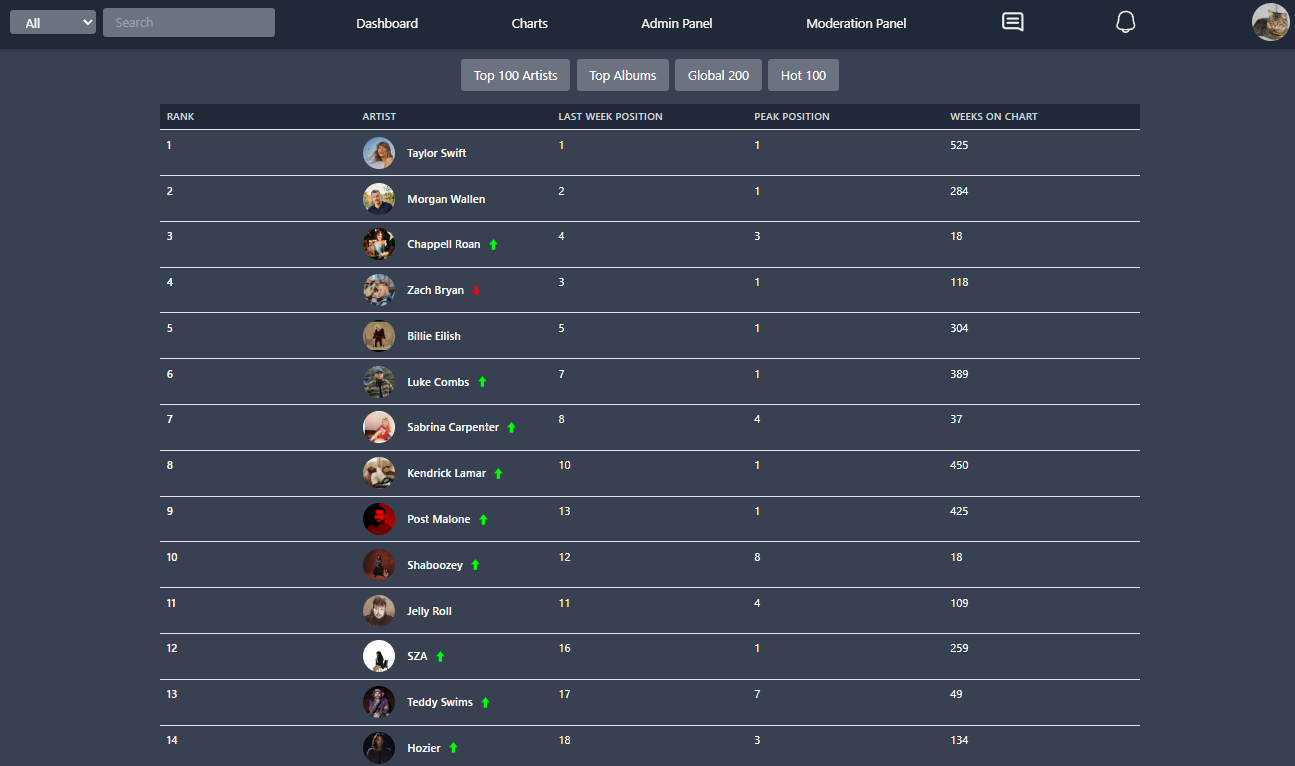 All Search Dashboard Charts Admin Panel Moderation Panel
Top 100 Artists Top Albums Global 200 Hot 100
RANK ARTIST LAST WEEK POSITION PEAK POSITION WEEKS ON CHART
1 Taylor Swift 1 1 525
2 Morgan Wallen 2 1 284
3 Chappell Roan 4 3 18
4 Zach Bryan 3 1 118
5 Billie Eilish 5 1 304
6 Luke Combs 7 1 389
7 Sabrina Carpenter 8 4 37
8 Kendrick Lamar 10 1 450
9 Post Malone 13 1 425
10 Shaboozey 12 8 18
11 Jelly Roll 11 4 109
12 SZA 16 1 259
13 Teddy Swims 17 7 49
14 Hozier 18 3 134